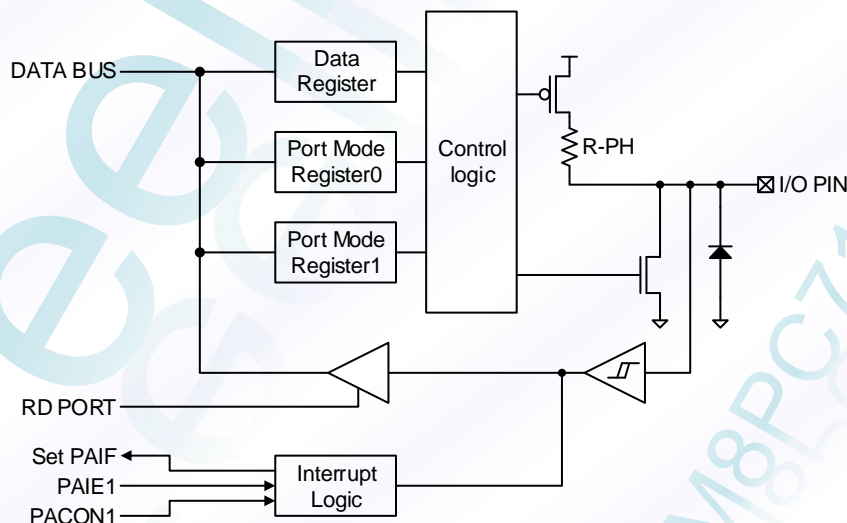 DATA BUS
Data
Register
Port Mode
Register0
Port Mode
Register1
Control
logic
R-PH
I/O PIN
RD PORT
Set PAIF
PAIE1
PACON1
Interrupt
Logic